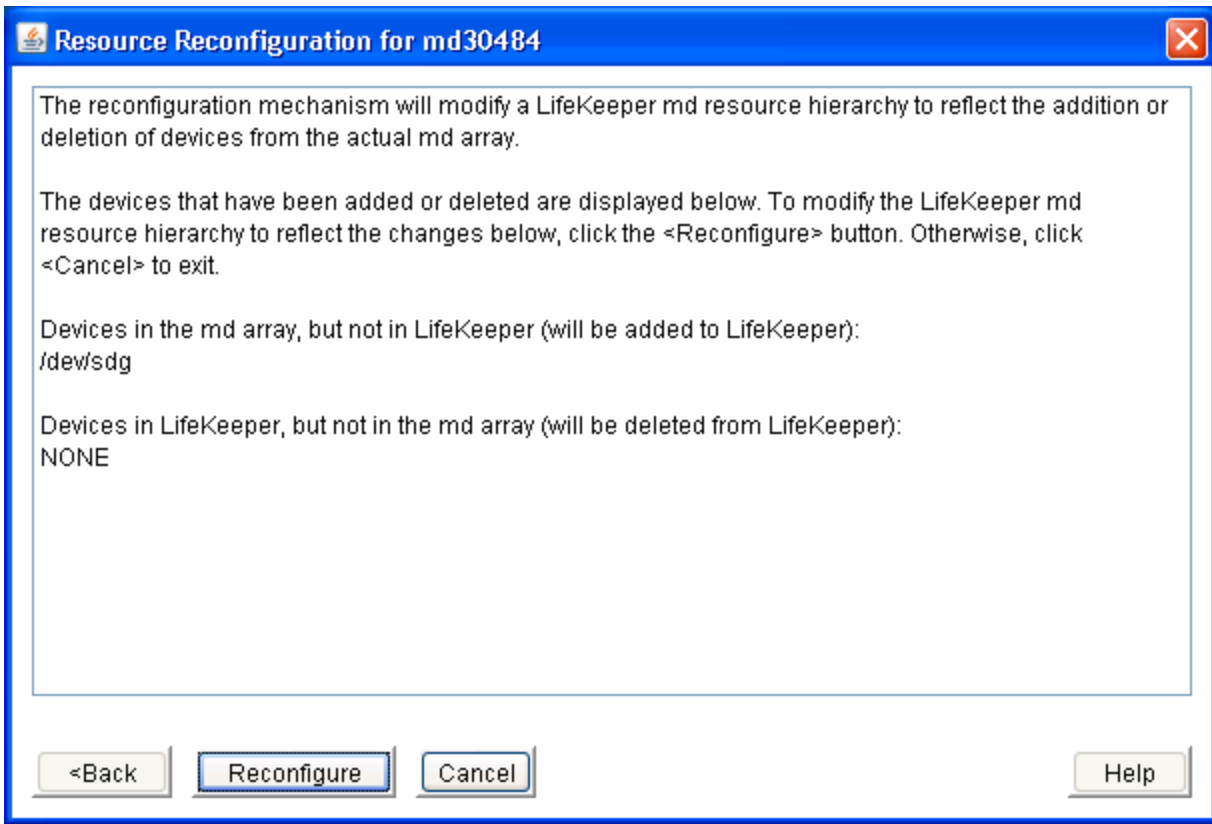 Resource Reconfiguration for md30484
The reconfiguration mechanism will modify a LifeKeeper md resource hierarchy to reflect the addition or
deletion of devices from the actual md array.
The devices that have been added or deleted are displayed below. To modify the LifeKeeper md
resource hierarchy to reflect the changes below, click the <Reconfigure> button. Otherwise, click
<Cancel> to exit.
Devices in the md array, but not in LifeKeeper (will be added to LifeKeeper):
/dev/sdg
Devices in LifeKeeper, but not in the md array (will be deleted from LifeKeeper):
NONE
<Back Reconfigure Cancel Help